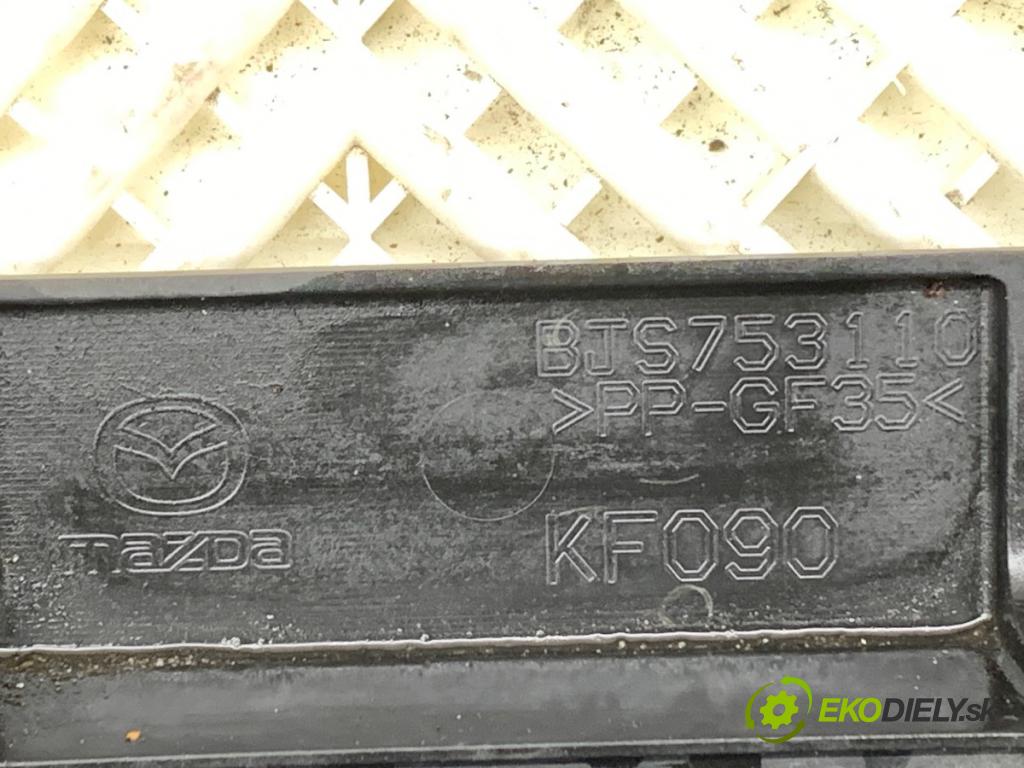 BJS753110
>PP-GF35<
mazda
KF090
EKODIELY.sk